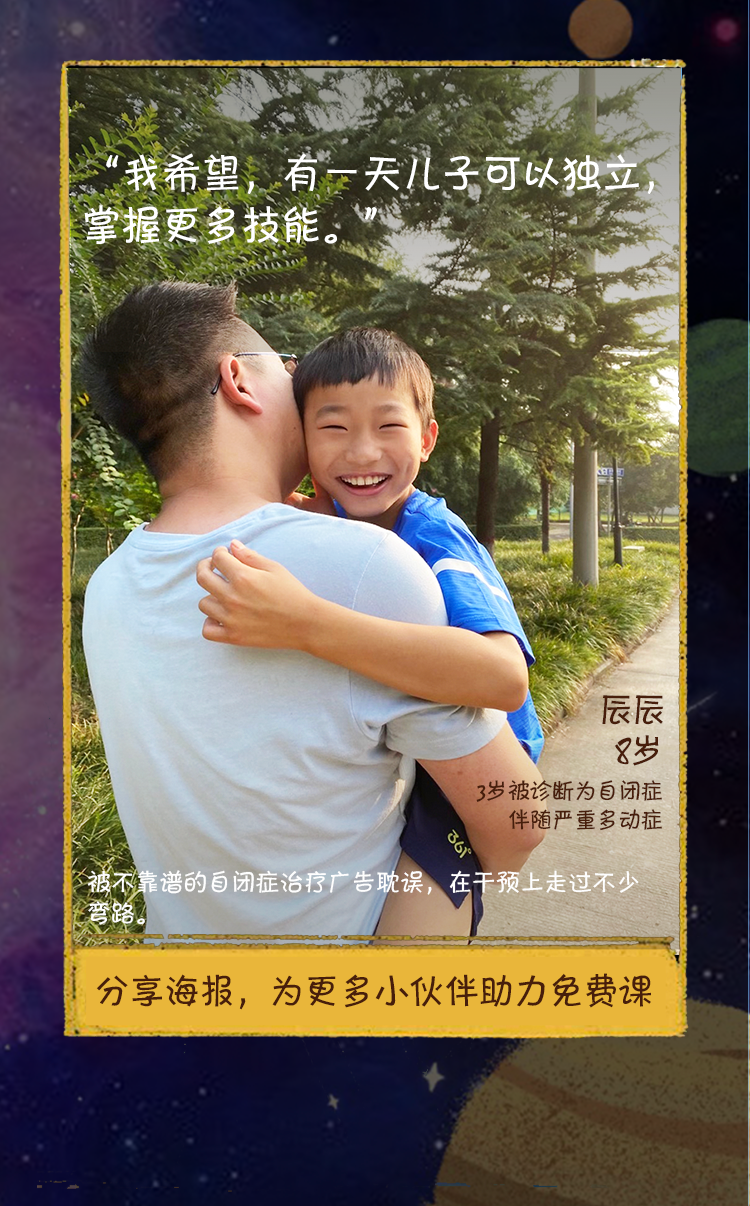 “我希望，有一天儿子可以独立，
掌握更多技能。”
辰辰
8岁
3岁被诊断为自闭症
伴随严重多动症
361°
被不靠谱的自闭症治疗广告耽误，在干预上走过不少
弯路。
分享海报，为更多小伙伴助力免费课